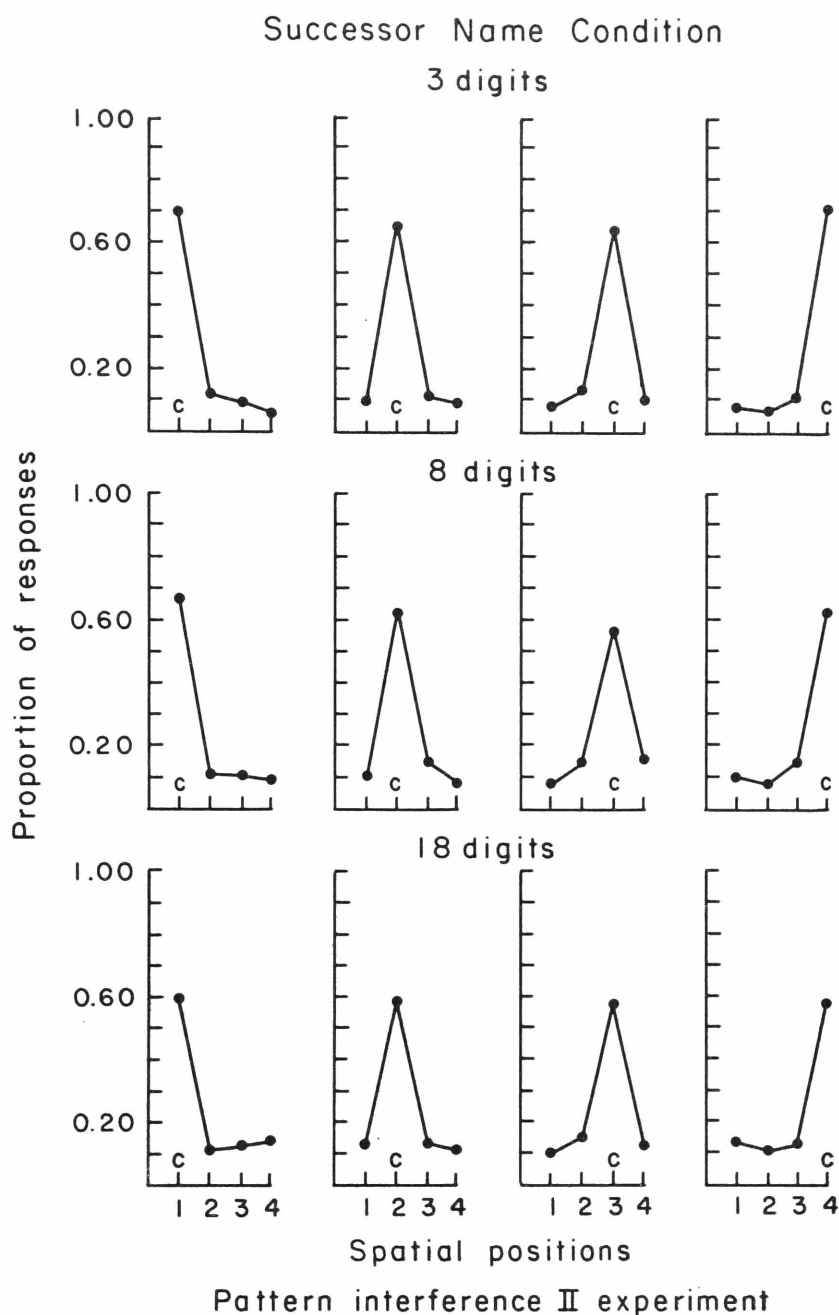 Successor Name Condition
3 digits
1.00
0.60
0.20
C
C
C
C
8 digits
1.00
0.60
0.20
C
C
C
C
18 digits
1.00
0.60
0.20
C
C
C
C
1 2 3 4
1 2 3 4
1 2 3 4
1 2 3 4
Proportion of responses
Spatial positions
Pattern interference II experiment